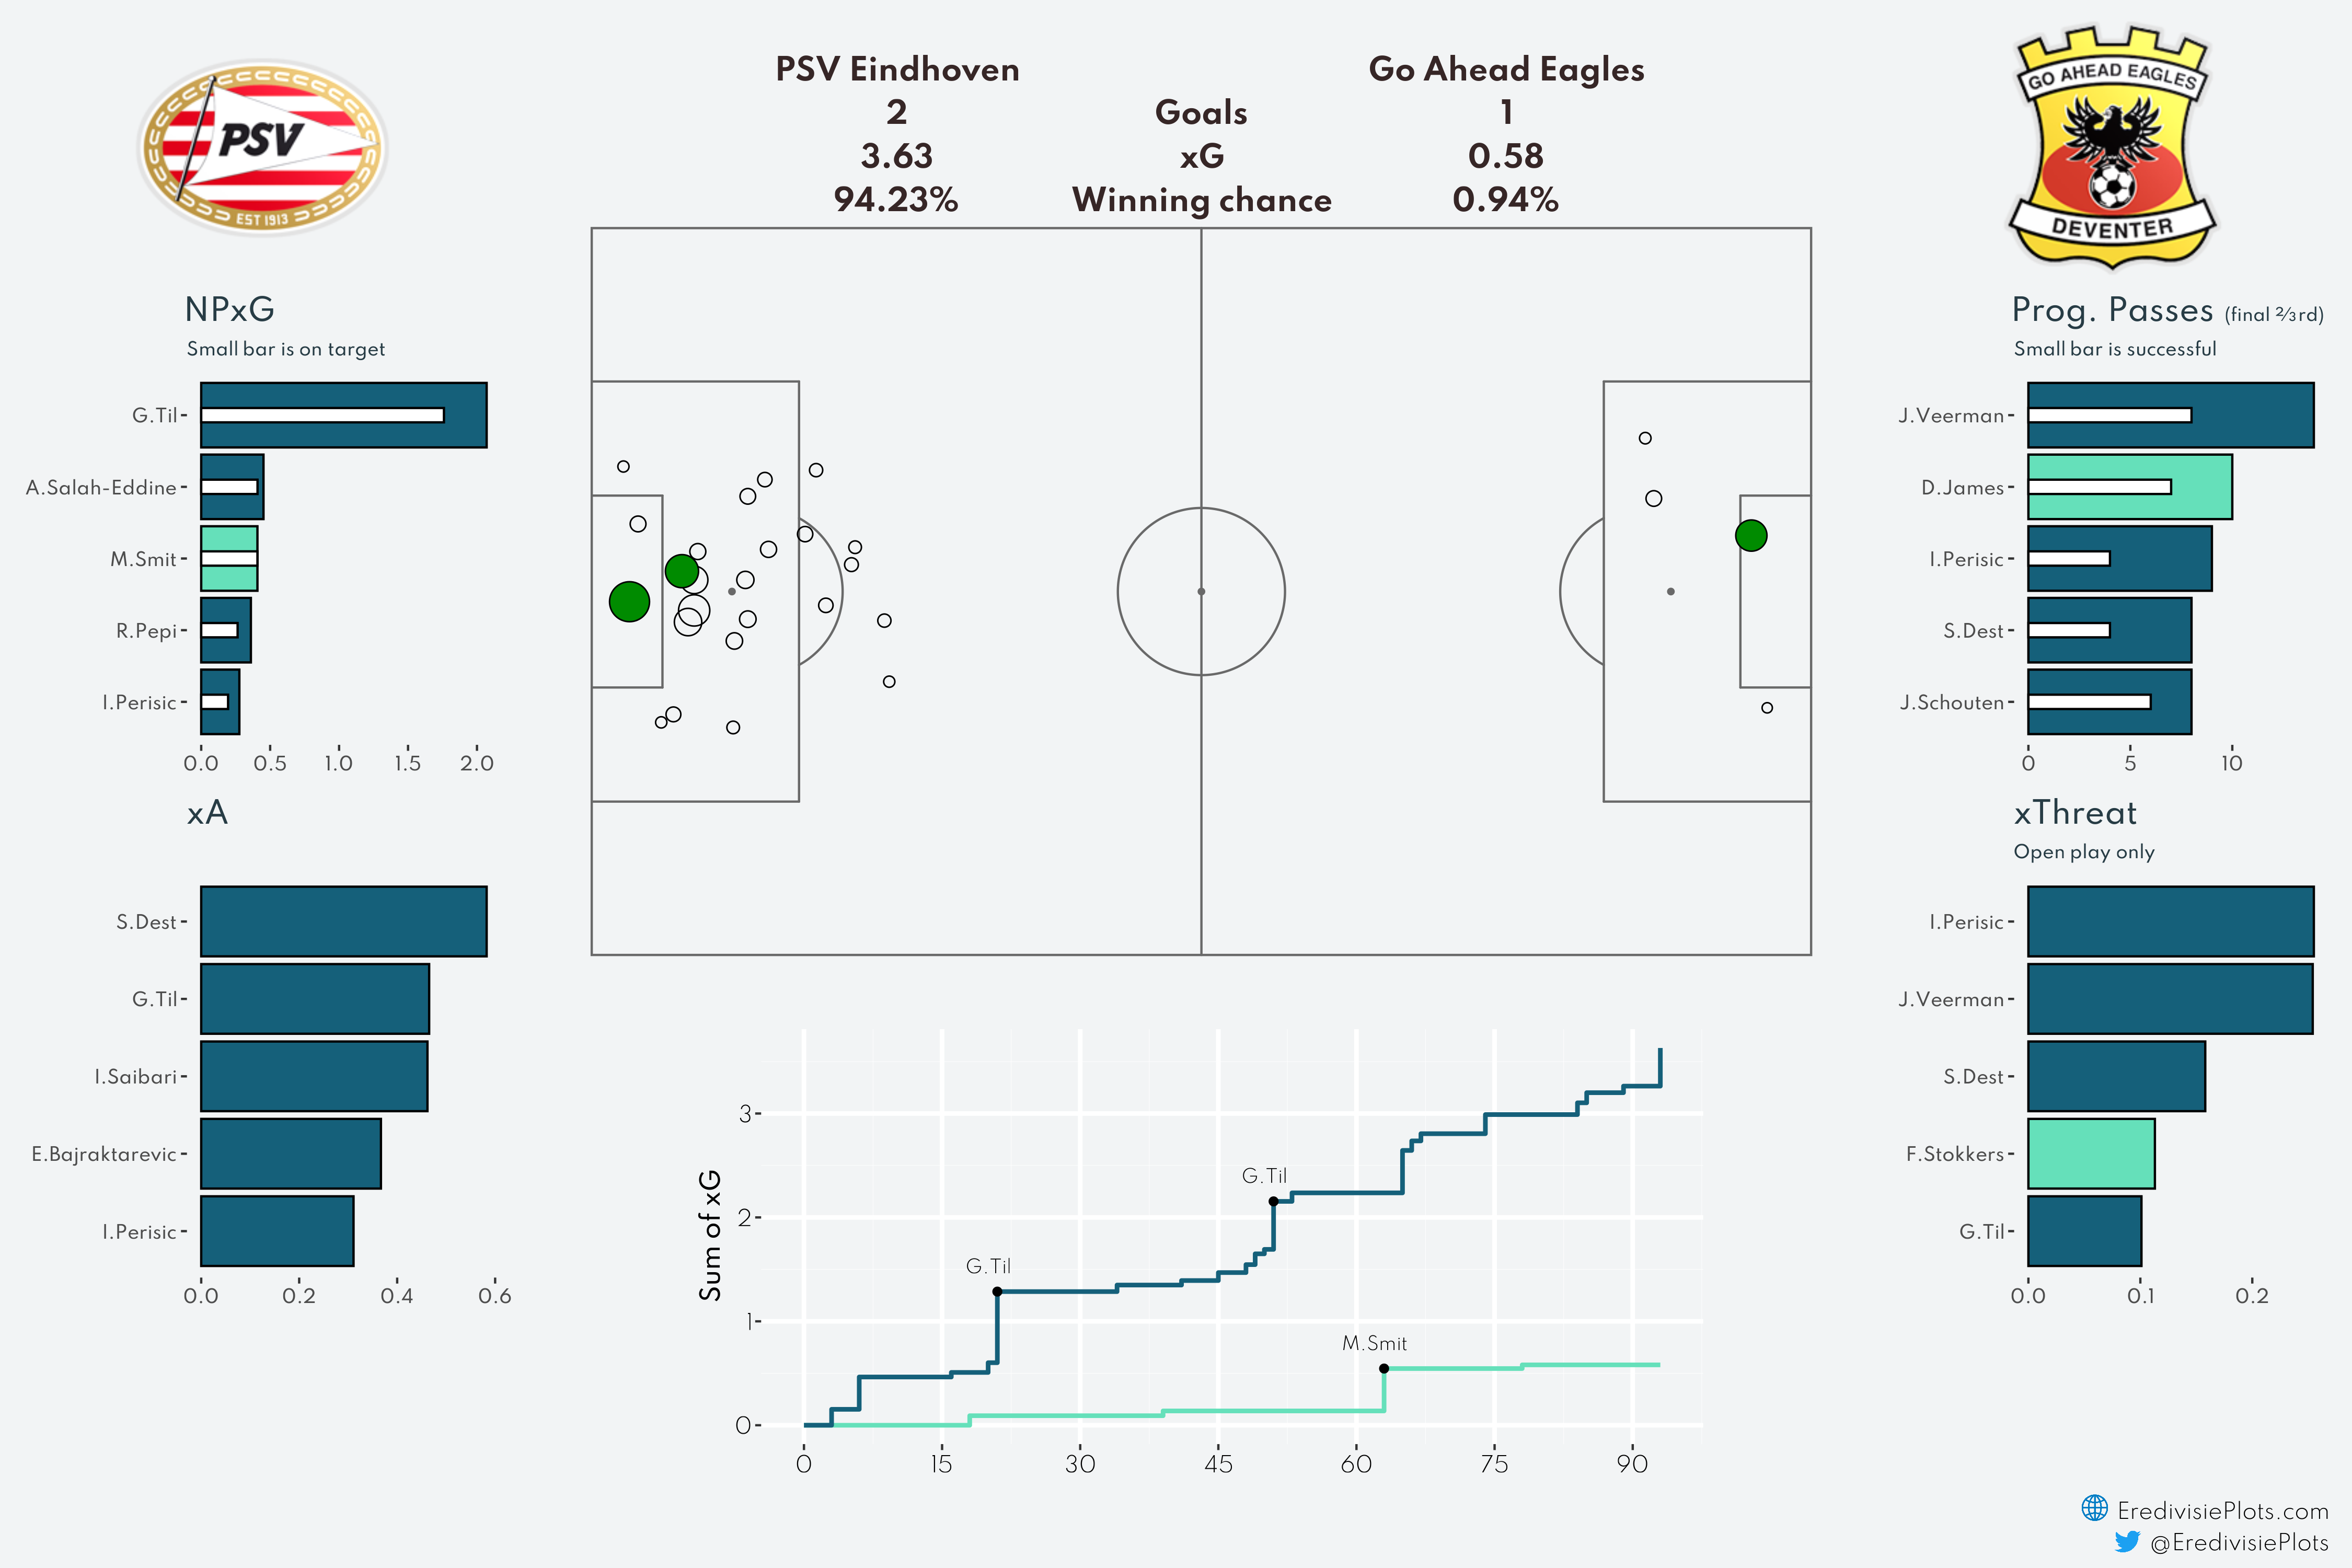 PSV Eindhoven
Go Ahead Eagles
2 Goals 1
3.63 xG 0.58
94.23% Winning chance 0.94%
PSV
EST 1913
GO AHEAD EAGLES
DEVENTER
NPxG
Small bar is on target
G.Til
A.Salah-Eddine
M.Smit
R.Pepi
I.Perisic
0.0 0.5 1.0 1.5 2.0
xA
S.Dest
G.Til
I.Saibari
E.Bajraktarevic
I.Perisic
0.0 0.2 0.4 0.6
Sum of xG
3
2
1
0
G.Til
G.Til
M.Smit
0 15 30 45 60 75 90
Prog. Passes (final ⅔rd)
Small bar is successful
J.Veerman
D.James
I.Perisic
S.Dest
J.Schouten
0 5 10
xThreat
Open play only
I.Perisic
J.Veerman
S.Dest
F.Stokkers
G.Til
0.0 0.1 0.2
EredivisiePlots.com
@EredivisiePlots